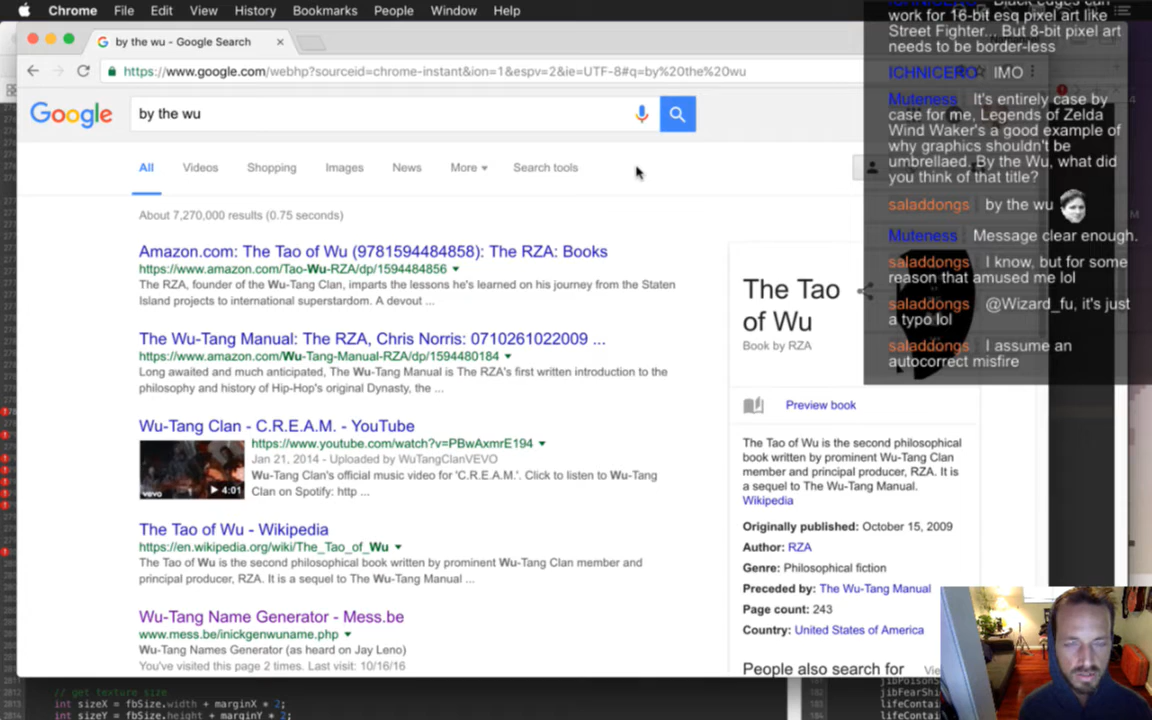 Chrome File Edit View History Bookmarks People Window Help
by the wu - Google Search
https://www.google.com/webhp?sourceid=chrome-instant&ion=1&espv=2&ie=UTF-8#q=by%20the%20wu
Google
by the wu
All Videos Shopping Images News More Search tools
About 7,270,000 results (0.75 seconds)
Amazon.com: The Tao of Wu (9781594484858): The RZA: Books
https://www.amazon.com/Tao-Wu-RZA/dp/1594484856
The RZA, founder of the Wu-Tang Clan, imparts the lessons he's learned on his journey from the Staten
Island projects to international superstardom. A devout ...
The Wu-Tang Manual: The RZA, Chris Norris: 0710261022009 ...
https://www.amazon.com/Wu-Tang-Manual-RZA/dp/1594480184
Long awaited and much anticipated, The Wu-Tang Manual is The RZA's first written introduction to the
philosophy and history of Hip-Hop's original Dynasty, the ...
Wu-Tang Clan - C.R.E.A.M. - YouTube
https://www.youtube.com/watch?v=PBwAxmrE194
Jan 21, 2014 - Uploaded by WuTangClanVEVO
Wu-Tang Clan's official music video for 'C.R.E.A.M.'. Click to listen to Wu-Tang
Clan on Spotify: http ...
vevo
4:01
The Tao of Wu - Wikipedia
https://en.wikipedia.org/wiki/The_Tao_of_Wu
The Tao of Wu is the second philosophical book written by prominent Wu-Tang Clan member and
principal producer, RZA. It is a sequel to The Wu-Tang Manual ...
Wu-Tang Name Generator - Mess.be
www.mess.be/inickgenwuname.php
Wu-Tang Names Generator (as heard on Jay Leno)
You've visited this page 2 times. Last visit: 10/16/16
The Tao
of Wu
Book by RZA
Preview book
The Tao of Wu is the second philosophical
book written by prominent Wu-Tang Clan
member and principal producer, RZA. It is
a sequel to The Wu-Tang Manual.
Wikipedia
Originally published: October 15, 2009
Author: RZA
Genre: Philosophical fiction
Preceded by: The Wu-Tang Manual
Page count: 243
Country: United States of America
People also search for
work for 16-bit esq pixel art like
Street Fighter... But 8-bit pixel art
needs to be border-less
ICHNICERO IMO
Muteness It's entirely case by
case for me, Legends of Zelda
Wind Waker's a good example of
why graphics shouldn't be
umbrellaed. By the Wu, what did
you think of that title?
saladdongs by the wu
Muteness Message clear enough.
saladdongs I know, but for some
reason that amused me lol
saladdongs @Wizard_fu, it's just
a typo lol
saladdongs I assume an
autocorrect misfire
// get texture size
int sizeX = fbSize.width + marginX * 2;
int sizeY = fbSize.height + marginY * 2;